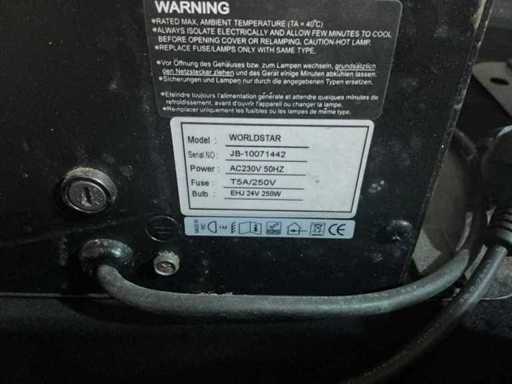 WARNING
★RATED MAX. AMBIENT TEMPERATURE (TA = 40°C)
★ALWAYS ISOLATE ELECTRICALLY AND ALLOW FEW MINUTES TO COOL
BEFORE OPENING COVER OR RELAMPING, CAUTION-HOT LAMP.
★REPLACE FUSE/LAMPS ONLY WITH SAME TYPE.
★Vor Öffnung des Gehäuses bzw. zum Lampen wechseln, grundsätzlich
den Netzstecker ziehen und das Gerät einige Minuten abkühlen lassen.
★Sicherungen und Lampen nur durch die angegebenen Typen ersetzen.
★Eteindre toujours l'alimentation générale et attendre quelques minutes de
refroidissement, avant d'ouvrir l'appareil ou changer la lampe.
★Remplacer uniquement les fusibles ou les lampes de même type.
Model : WORLDSTAR
Serial NO : JB-10071442
Power : AC230V 50HZ
Fuse : T5A/250V
Bulb : EHJ 24V 250W
CE